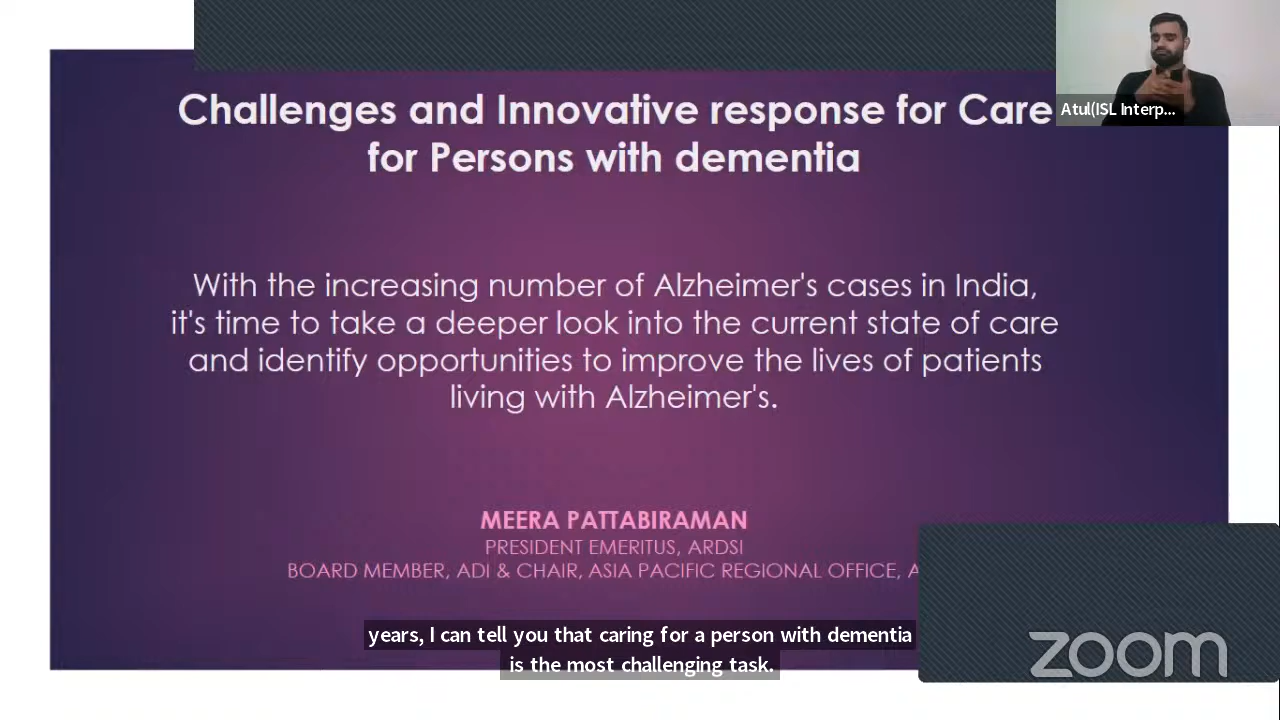 Challenges and Innovative response for Care
for Persons with dementia
Atul(ISL Interp...
With the increasing number of Alzheimer's cases in India,
it's time to take a deeper look into the current state of care
and identify opportunities to improve the lives of patients
living with Alzheimer's.
MEERA PATTABIRAMAN
PRESIDENT EMERITUS, ARDSI
BOARD MEMBER, ADI & CHAIR, ASIA PACIFIC REGIONAL OFFICE,
years, I can tell you that caring for a person with dementia
is the most challenging task.
zoom